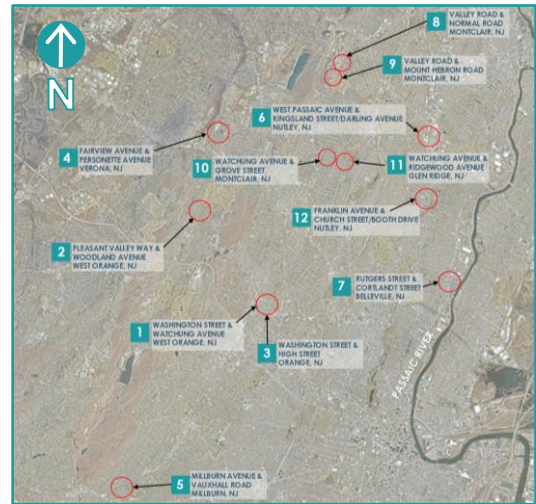 N
8
VALLEY ROAD &
NORMAL ROAD
MONTCLAIR, NJ
9
VALLEY ROAD &
MOUNT HEBRON ROAD
MONTCLAIR, NJ
6
WEST PASSAIC AVENUE &
KINGSLAND STREET/DARLING AVENUE
NUTLEY, NJ
4
FAIRVIEW AVENUE &
PERSONETTE AVENUE
VERONA, NJ
10
WATCHUNG AVENUE &
GROVE STREET
MONTCLAIR, NJ
11
WATCHUNG AVENUE &
RIDGEWOOD AVENUE
GLEN RIDGE, NJ
12
FRANKLIN AVENUE &
CHURCH STREET/BOOTH DRIVE
NUTLEY, NJ
2
PLEASANT VALLEY WAY &
WOODLAND AVENUE
WEST ORANGE, NJ
7
RUTGERS STREET &
CORTLANDT STREET
BELLEVILLE, NJ
1
WASHINGTON STREET &
WATCHUNG AVENUE
WEST ORANGE, NJ
3
WASHINGTON STREET &
HIGH STREET
ORANGE, NJ
PASSAIC RIVER
5
MILLBURN AVENUE &
VAUXHALL ROAD
MILLBURN, NJ